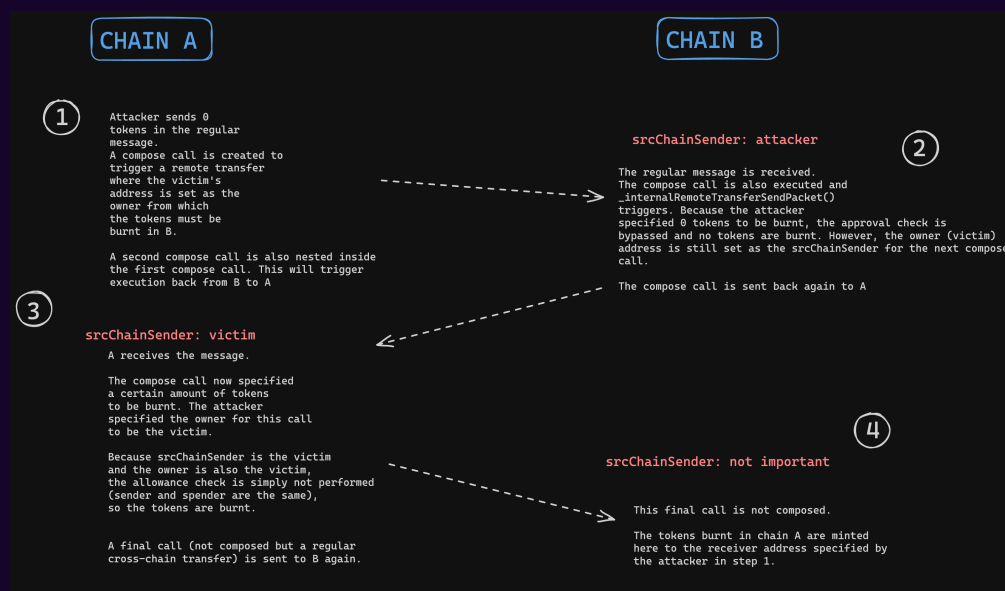 CHAIN A
CHAIN B
1
Attacker sends 0
tokens in the regular
message.
A compose call is created to
trigger a remote transfer
where the victim's
address is set as the
owner from which
the tokens must be
burnt in B.
A second compose call is also nested inside
the first compose call. This will trigger
execution back from B to A
2
srcChainSender: attacker
The regular message is received.
The compose call is also executed and
_internalRemoteTransferSendPacket()
triggers. Because the attacker
specified 0 tokens to be burnt, the approval check is
bypassed and no tokens are burnt. However, the owner (victim)
address is still set as the srcChainSender for the next compose
call.
The compose call is sent back again to A
3
srcChainSender: victim
A receives the message.
The compose call now specified
a certain amount of tokens
to be burnt. The attacker
specified the owner for this call
to be the victim.
Because srcChainSender is the victim
and the owner is also the victim,
the allowance check is simply not performed
(sender and spender are the same),
so the tokens are burnt.
A final call (not composed but a regular
cross-chain transfer) is sent to B again.
4
srcChainSender: not important
This final call is not composed.
The tokens burnt in chain A are minted
here to the receiver address specified by
the attacker in step 1.